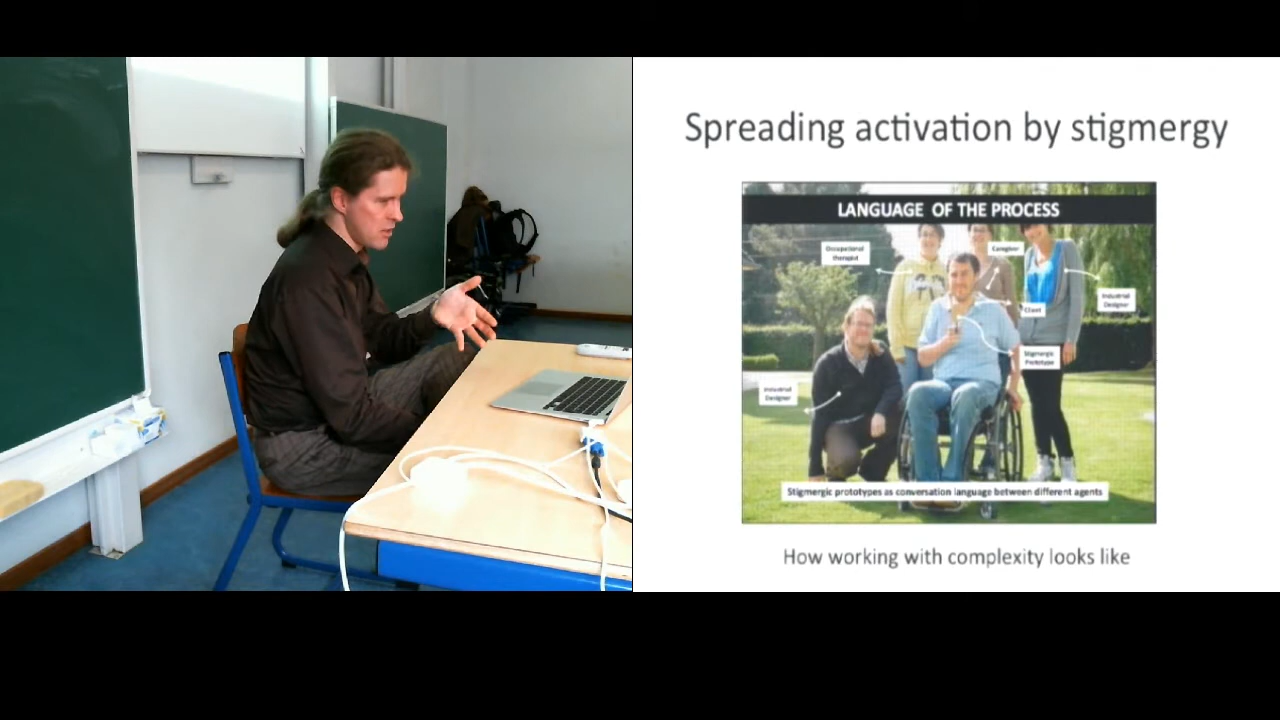 Spreading activation by stigmergy
LANGUAGE OF THE PROCESS
Occupational
therapist
Caregiver
Industrial
Designer
Client
Stigmergic
Prototype
Industrial
Designer
Stigmergic prototypes as conversation language between different agents
How working with complexity looks like